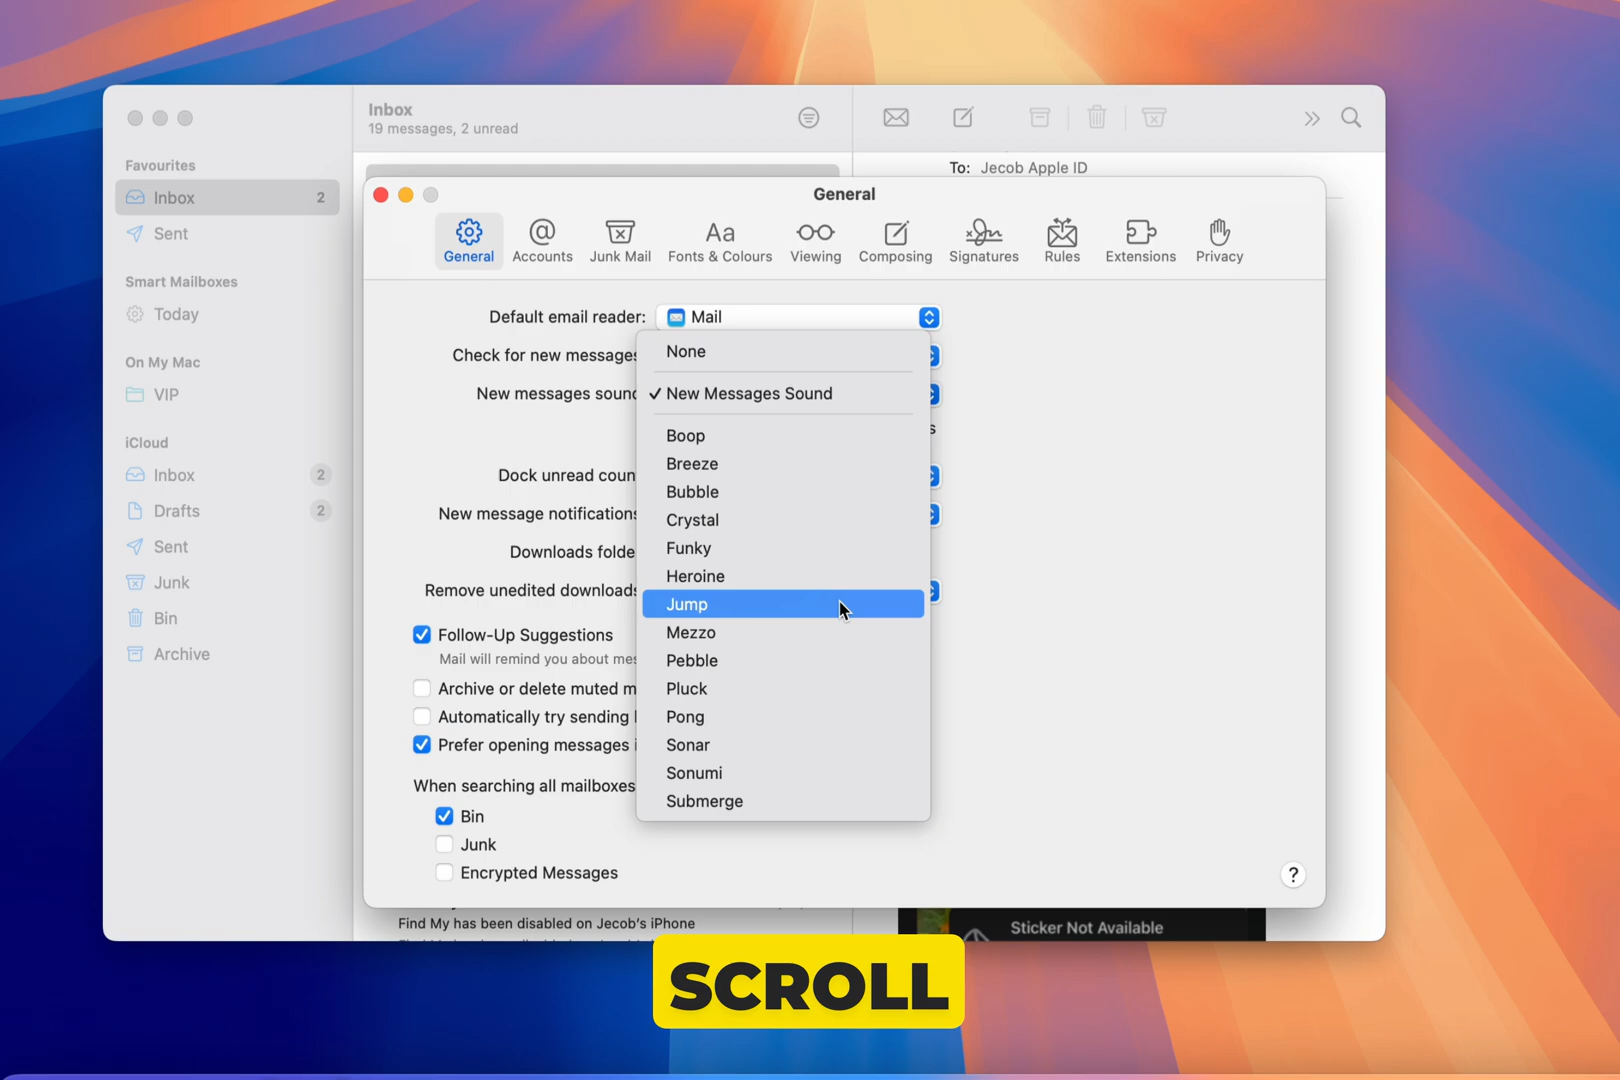 Inbox
19 messages, 2 unread
Favourites
Inbox 2
Sent
Smart Mailboxes
Today
On My Mac
VIP
iCloud
Inbox 2
Drafts 2
Sent
Junk
Bin
Archive
To: Jecob Apple ID
General
General Accounts Junk Mail Fonts & Colours Viewing Composing Signatures Rules Extensions Privacy
Default email reader: Mail
Check for new messages
New messages sound
Dock unread coun
New message notifications
Downloads folde
Remove unedited downloads
None
✓ New Messages Sound
s
Boop
Breeze
Bubble
Crystal
Funky
Heroine
Jump
Mezzo
Pebble
Pluck
Pong
Sonar
Sonumi
Submerge
Follow-Up Suggestions
Mail will remind you about mes
Archive or delete muted m
Automatically try sending l
Prefer opening messages i
When searching all mailboxes
Bin
Junk
Encrypted Messages
?
Find My has been disabled on Jecob's iPhone
Sticker Not Available
SCROLL